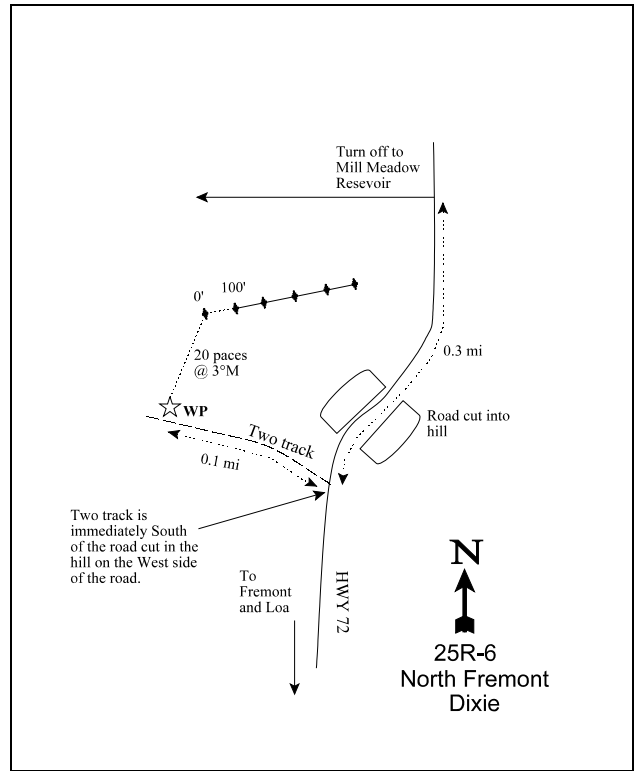 Turn off to
Mill Meadow
Resevoir
0' 100'
20 paces
@ 3°M
0.3 mi
WP
Road cut into
hill
Two track
0.1 mi
Two track is
immediately South
of the road cut in the
hill on the West side
of the road.
To
Fremont
and Loa
HWY 72
N
25R-6
North Fremont
Dixie